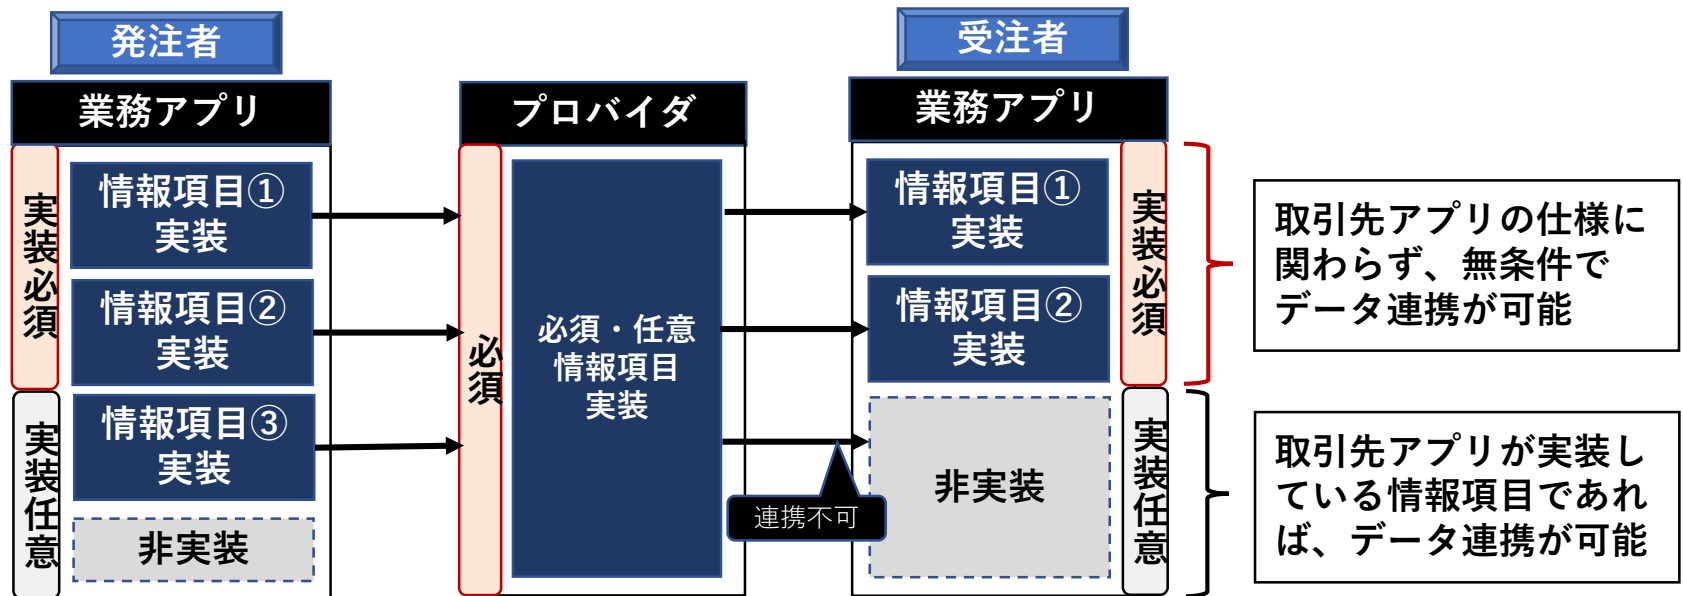 発注者
業務アプリ
実装必須
情報項目①
実装
情報項目②
実装
実装任意
情報項目③
実装
非実装
プロバイダ
必須
必須・任意
情報項目
実装
連携不可
受注者
業務アプリ
情報項目①
実装
情報項目②
実装
実装必須
非実装
実装任意
取引先アプリの仕様に
関わらず、無条件で
データ連携が可能
取引先アプリが実装し
ている情報項目であれ
ば、データ連携が可能